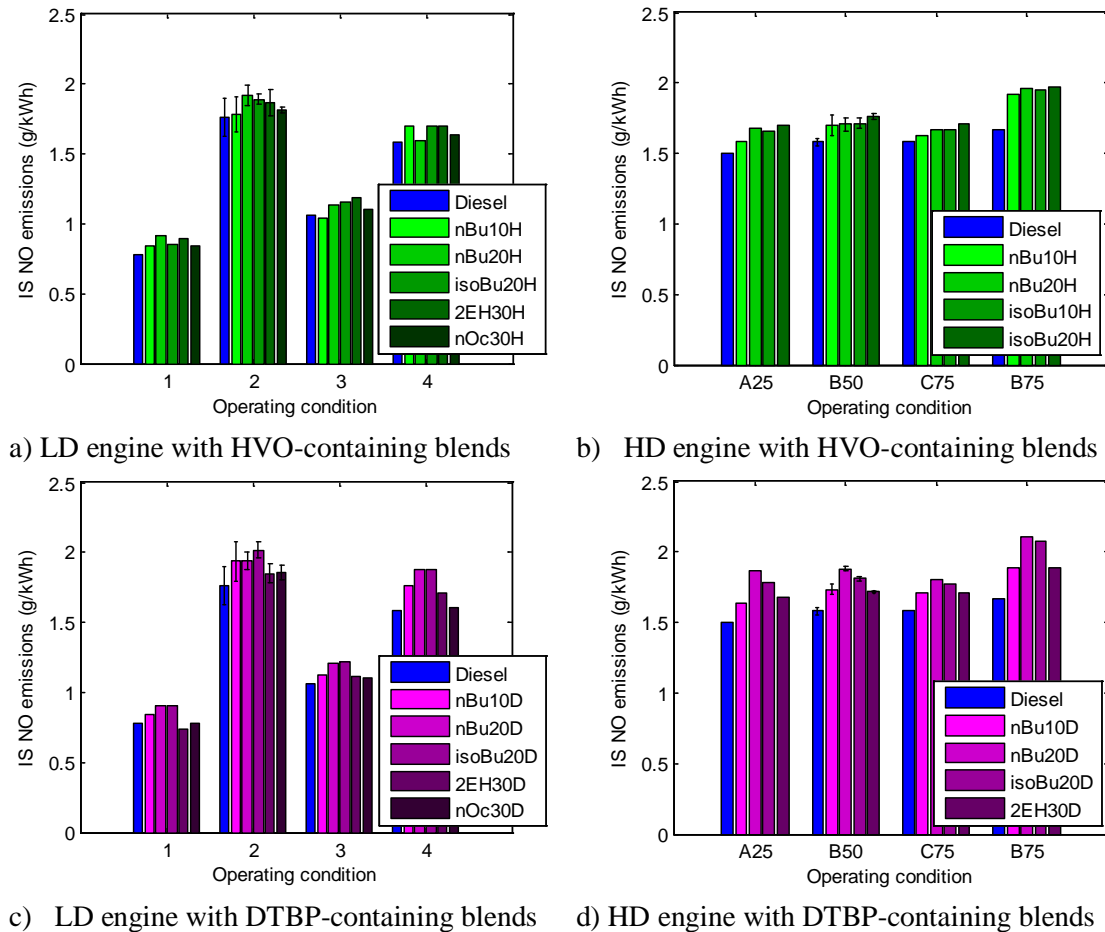 2.5
2
1.5
1
0.5
0
IS NO emissions (g/kWh)
1 2 3 4
Operating condition
Diesel
nBu10H
nBu20H
isoBu20H
2EH30H
nOc30H
a) LD engine with HVO-containing blends
2.5
2
1.5
1
0.5
0
IS NO emissions (g/kWh)
A25 B50 C75 B75
Operating condition
Diesel
nBu10H
nBu20H
isoBu10H
isoBu20H
b) HD engine with HVO-containing blends
2.5
2
1.5
1
0.5
0
IS NO emissions (g/kWh)
1 2 3 4
Operating condition
Diesel
nBu10D
nBu20D
isoBu20D
2EH30D
nOc30D
c) LD engine with DTBP-containing blends
2.5
2
1.5
1
0.5
0
IS NO emissions (g/kWh)
A25 B50 C75 B75
Operating condition
Diesel
nBu10D
nBu20D
isoBu20D
2EH30D
d) HD engine with DTBP-containing blends